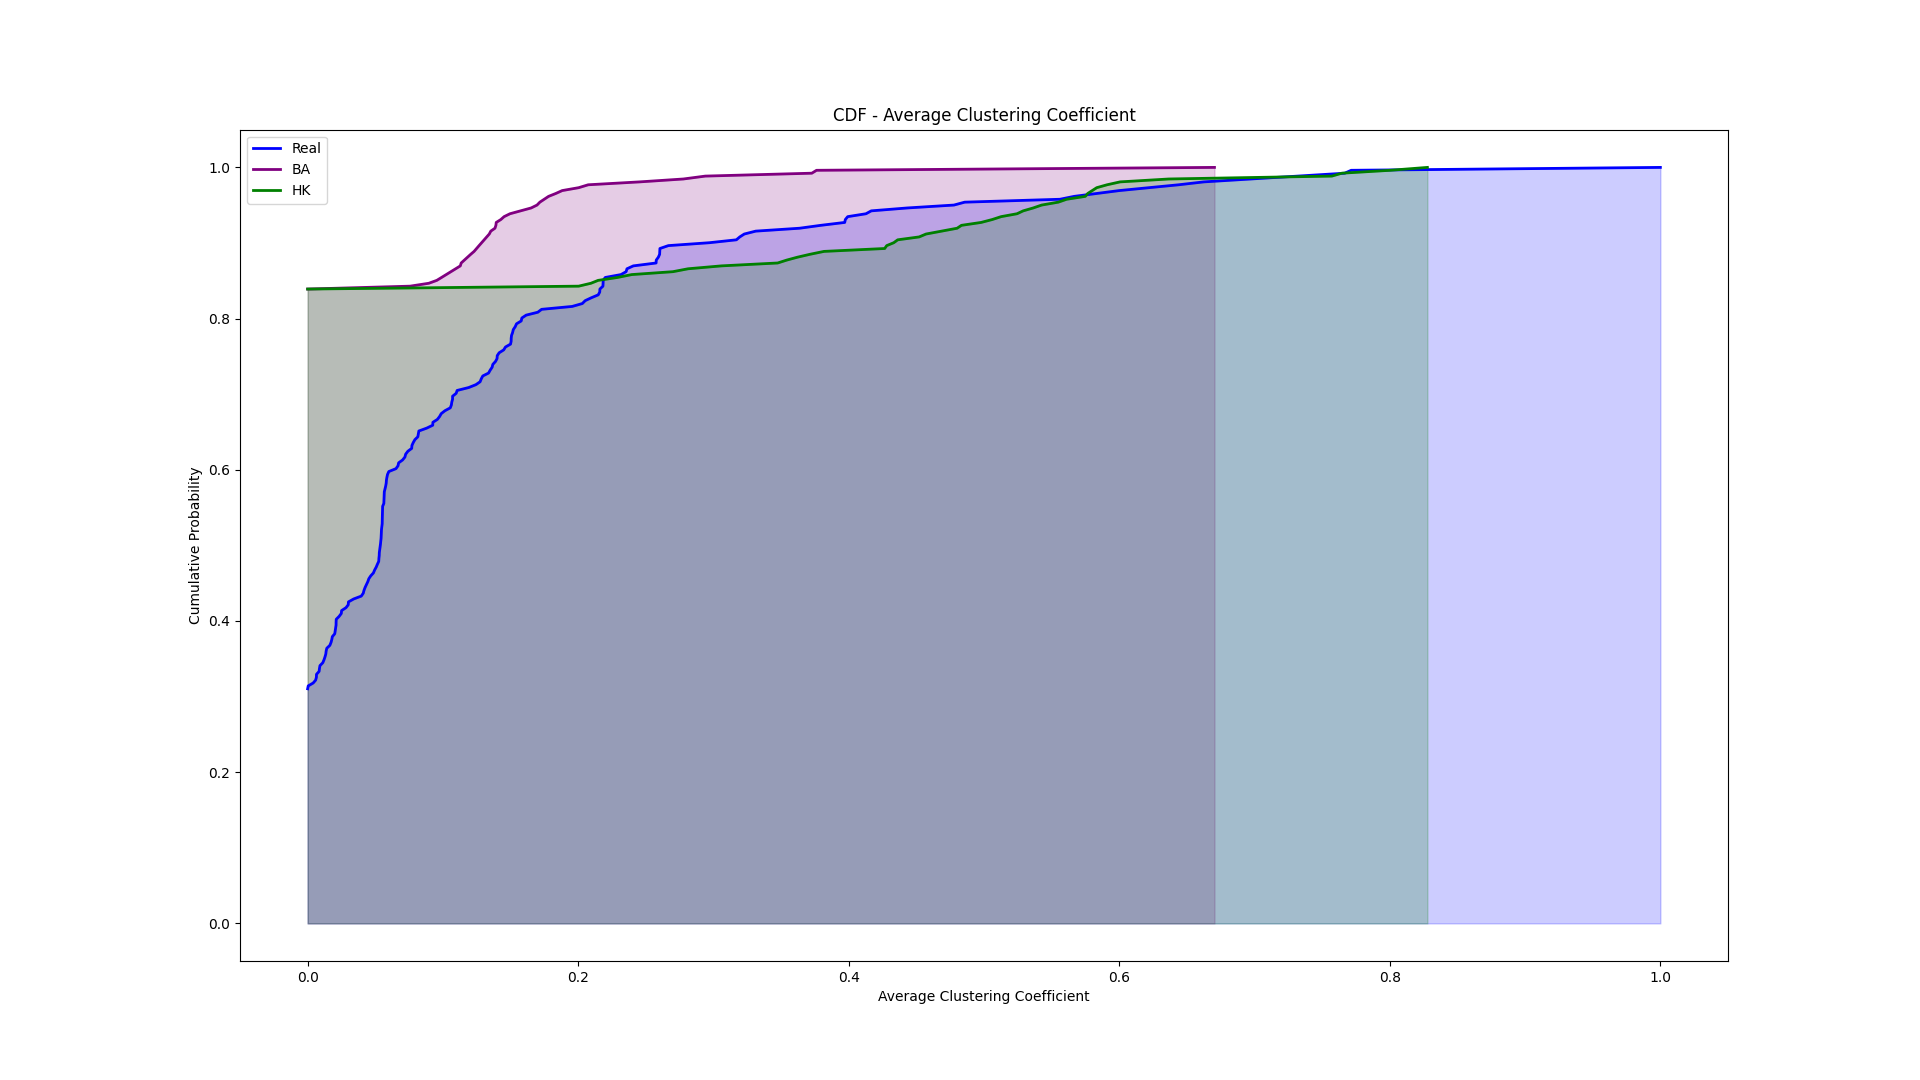 CDF - Average Clustering Coefficient
Real
BA
HK
1.0
0.8
0.6
0.4
0.2
0.0
Cumulative Probability
0.0 0.2 0.4 0.6 0.8 1.0
Average Clustering Coefficient